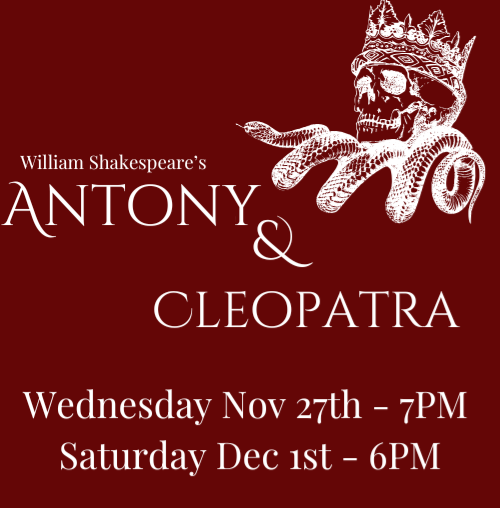 William Shakespeare's
Antony
&
Cleopatra
Wednesday Nov 27th - 7PM
Saturday Dec 1st - 6PM